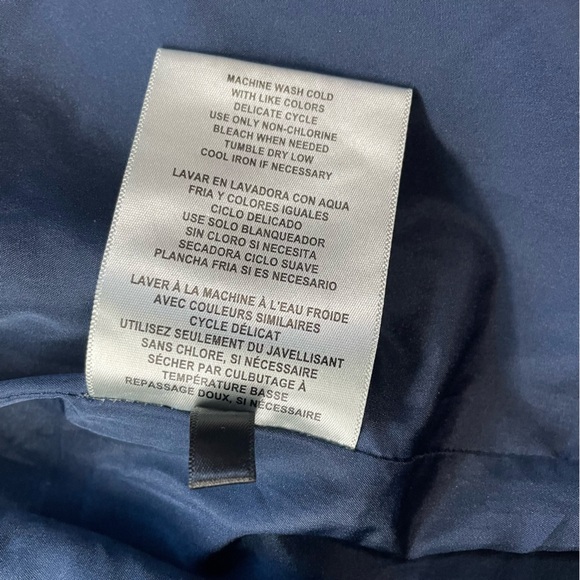 MACHINE WASH COLD
WITH LIKE COLORS
DELICATE CYCLE
USE ONLY NON-CHLORINE
BLEACH WHEN NEEDED
TUMBLE DRY LOW
COOL IRON IF NECESSARY
LAVAR EN LAVADORA CON AQUA
FRIA Y COLORES IGUALES
CICLO DELICADO
USE SOLO BLANQUEADOR
SIN CLORO SI NECESITA
SECADORA CICLO SUAVE
PLANCHA FRIA SI ES NECESARIO
LAVER À LA MACHINE À L'EAU FROIDE
AVEC COULEURS SIMILAIRES
CYCLE DÉLICAT
UTILISEZ SEULEMENT DU JAVELLISANT
SANS CHLORE, SI NÉCESSAIRE
SÉCHER PAR CULBUTAGE À
TEMPÉRATURE BASSE
REPASSAGE DOUX, SI NÉCESSAIRE